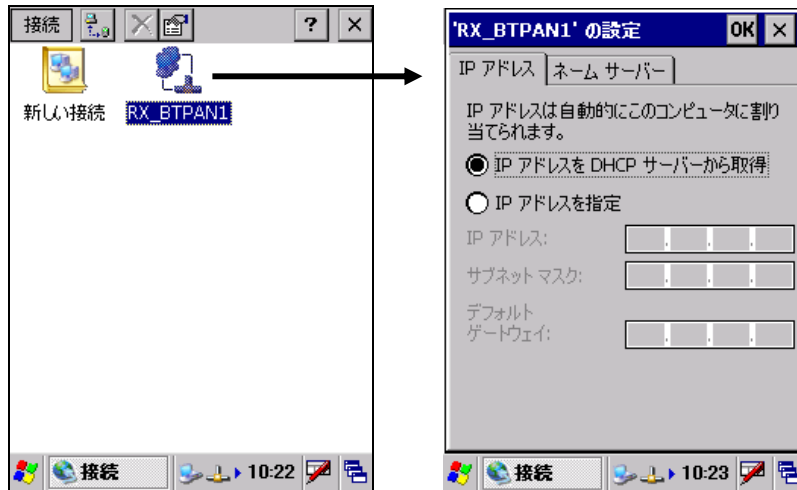 接続
?
×
新しい接続
RX_BTPAN1
接続
10:22
'RX_BTPAN1' の設定
OK ×
IP アドレス
ネーム サーバー
IP アドレスは自動的にこのコンピュータに割り
当てられます。
IP アドレスを DHCP サーバーから取得
IP アドレスを指定
IP アドレス:
サブネット マスク:
デフォルト
ゲートウェイ:
接続
10:23